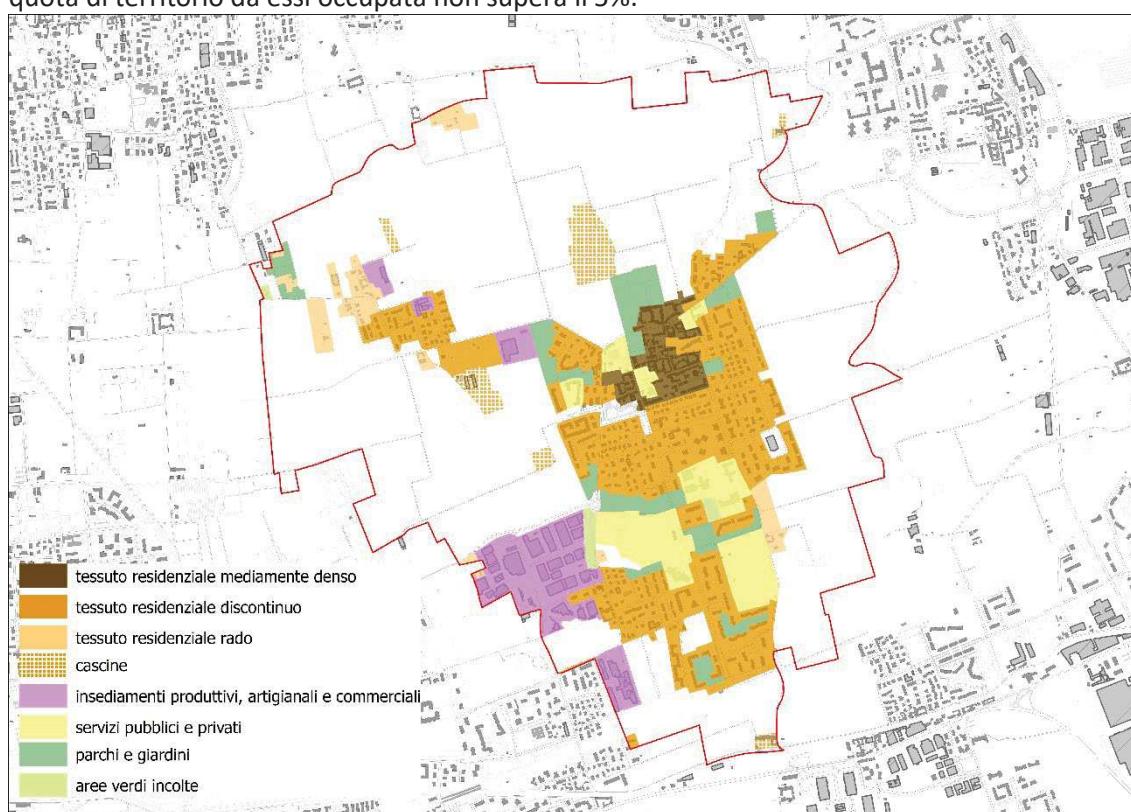 quota di territorio da essi occupata non supera il 5%.
tessuto residenziale mediamente denso
tessuto residenziale discontinuo
tessuto residenziale rado
cascine
insediamenti produttivi, artigianali e commerciali
servizi pubblici e privati
parchi e giardini
aree verdi incolte